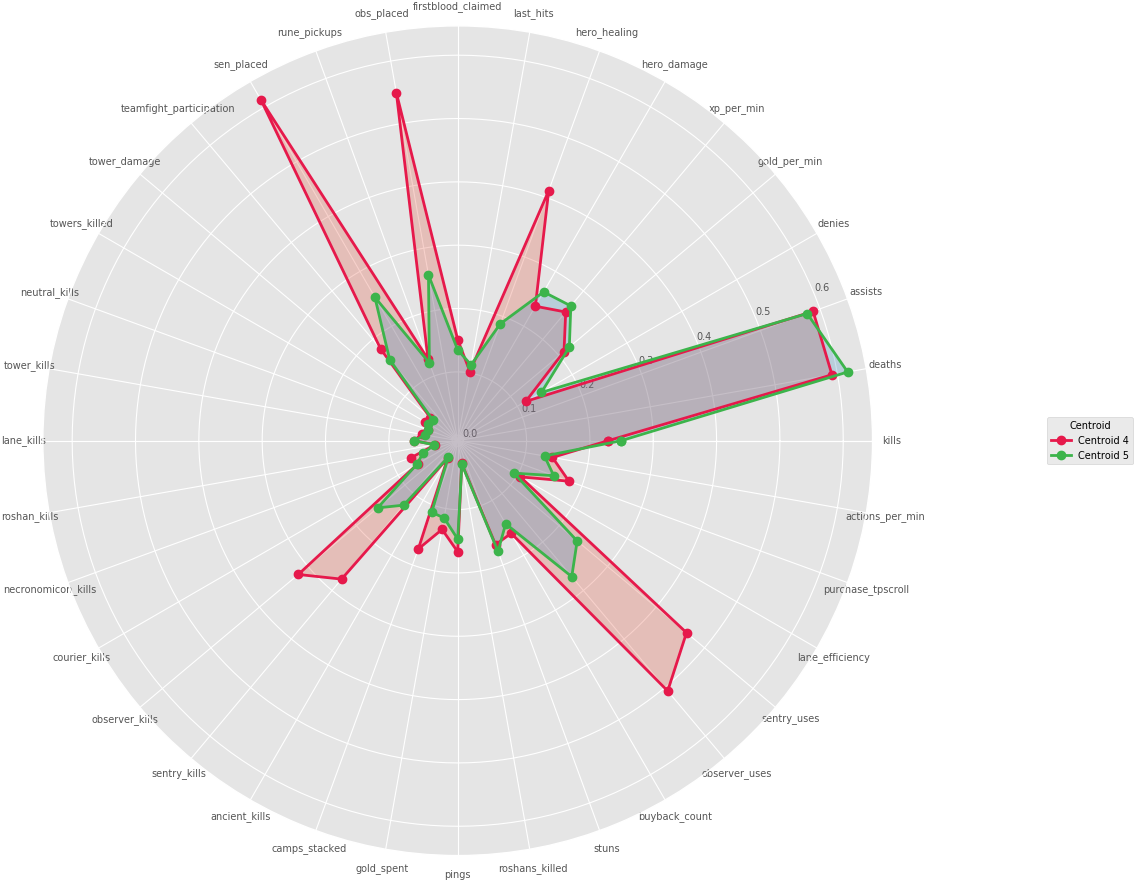 firstblood_claimed
obs_placed
last_hits
rune_pickups
hero_healing
sen_placed
hero_damage
teamfight_participation
xp_per_min
tower_damage
gold_per_min
towers_killed
denies
neutral_kills
assists
0.6
0.5
0.4
0.3
0.2
0.1
0.0
tower_kills
deaths
lane_kills
kills
Centroid
Centroid 4
Centroid 5
roshan_kills
actions_per_min
necronomicon_kills
purchase_tpscroll
courier_kills
lane_efficiency
observer_kills
sentry_uses
sentry_kills
observer_uses
ancient_kills
buyback_count
camps_stacked
stuns
gold_spent
roshans_killed
pings